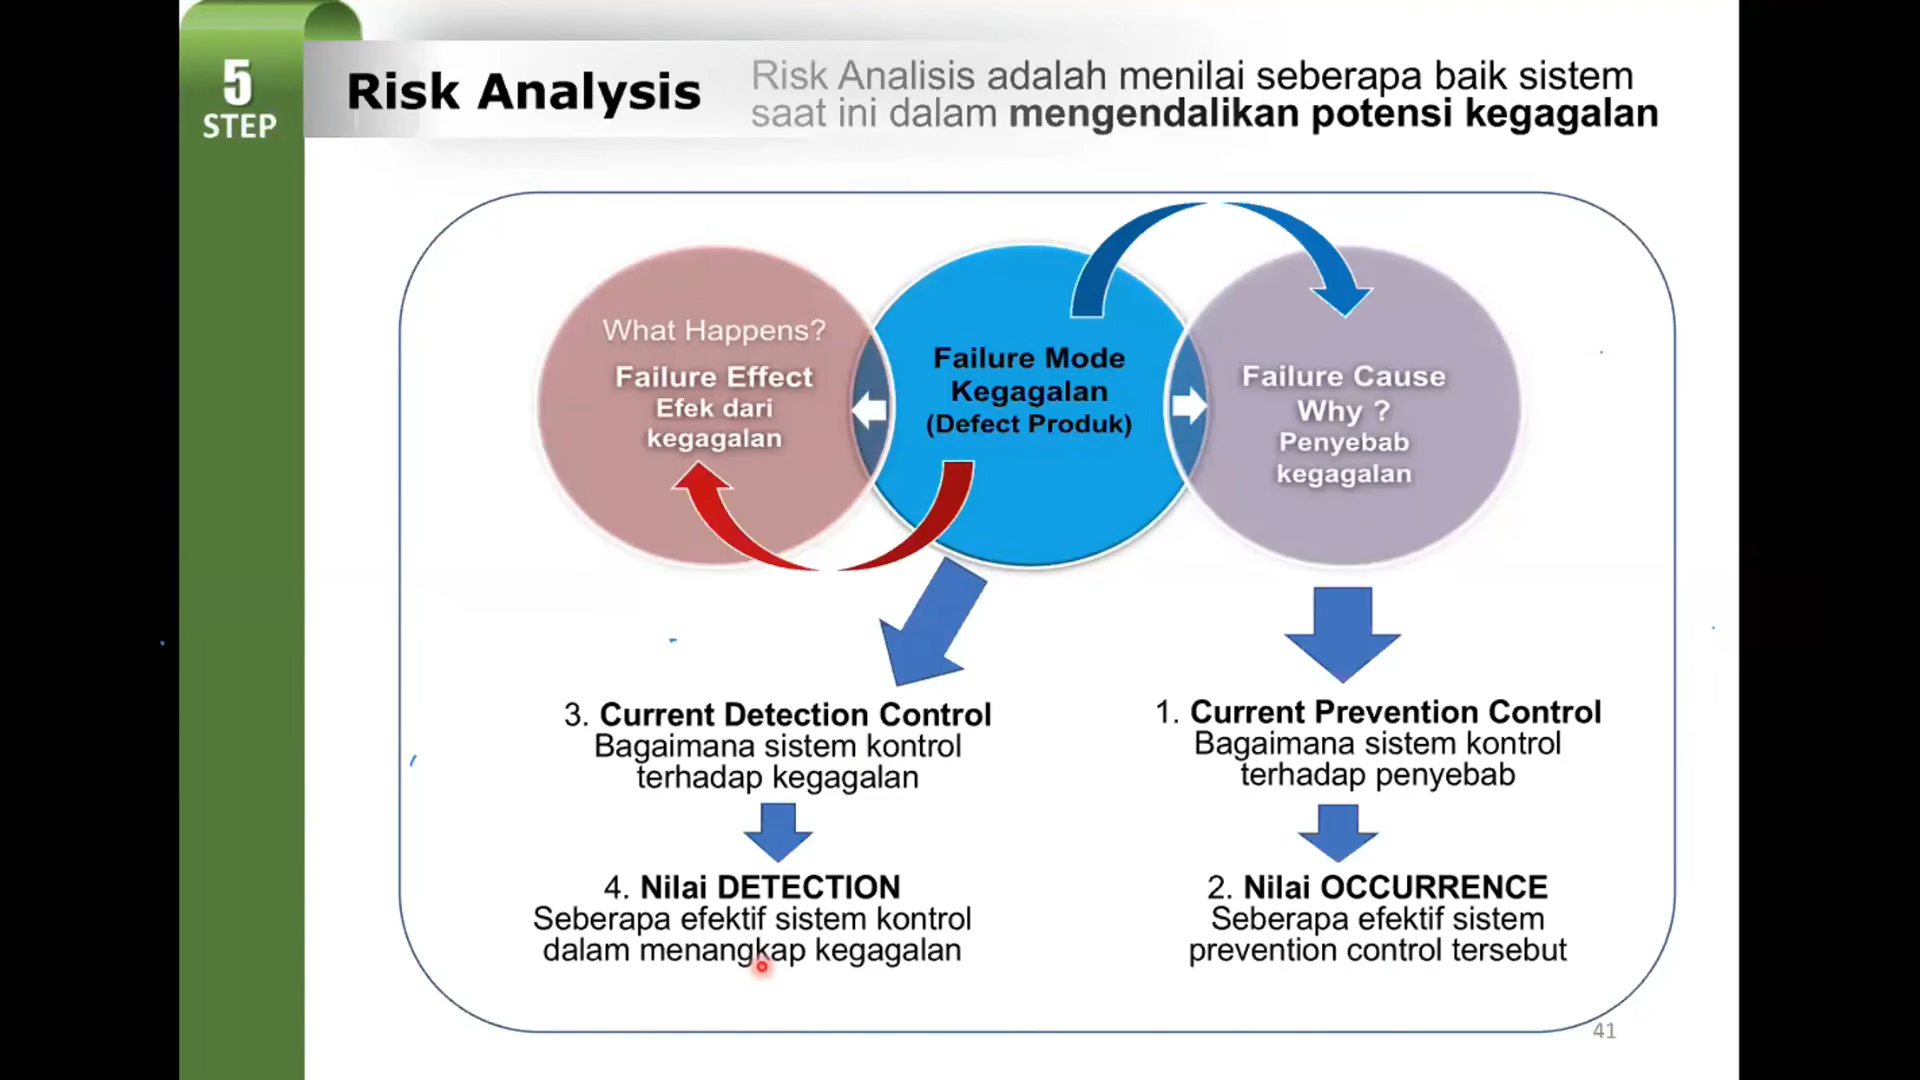 5
STEP
Risk Analysis
Risk Analisis adalah menilai seberapa baik sistem
saat ini dalam mengendalikan potensi kegagalan
What Happens?
Failure Effect
Efek dari
kegagalan
Failure Mode
Kegagalan
(Defect Produk)
Failure Cause
Why ?
Penyebab
kegagalan
3. Current Detection Control
Bagaimana sistem kontrol
terhadap kegagalan
1. Current Prevention Control
Bagaimana sistem kontrol
terhadap penyebab
4. Nilai DETECTION
Seberapa efektif sistem kontrol
dalam menangkap kegagalan
2. Nilai OCCURRENCE
Seberapa efektif sistem
prevention control tersebut
41